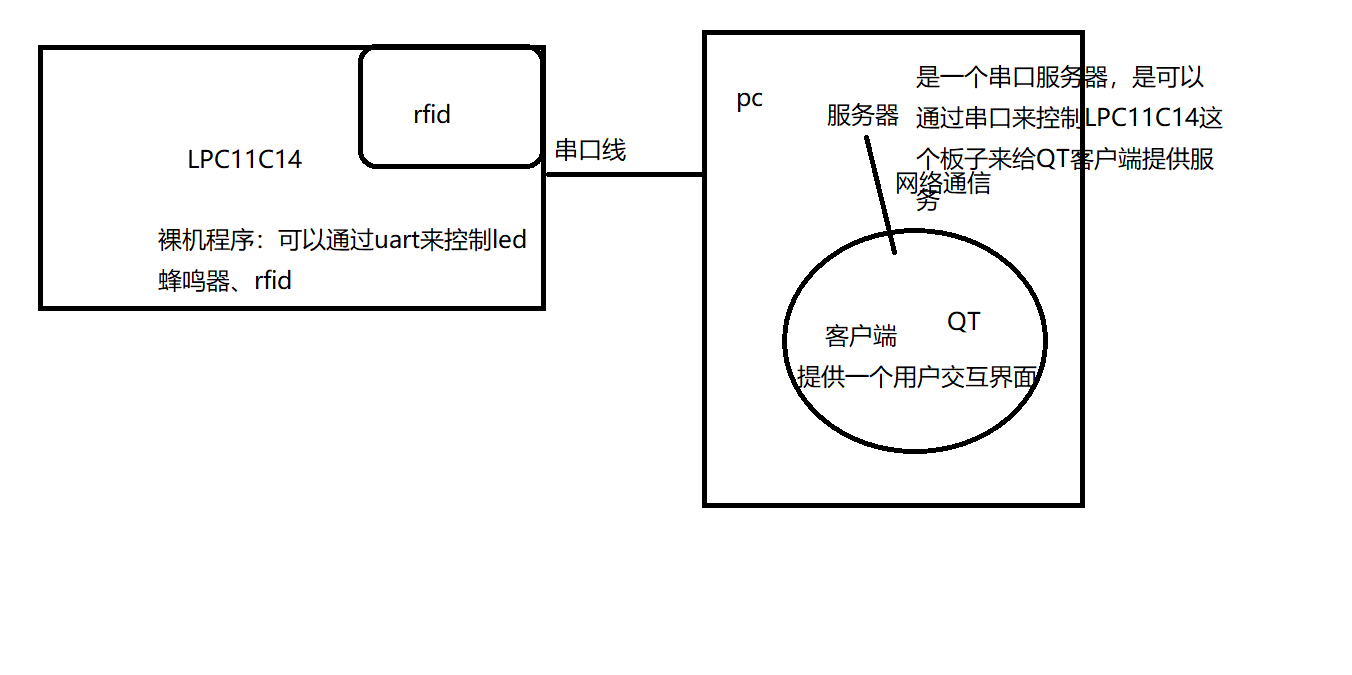 rfid
LPC11C14
裸机程序：可以通过uart来控制led
蜂鸣器、rfid
串口线
pc
服务器
是一个串口服务器，是可以
通过串口来控制LPC11C14这
个板子来给QT客户端提供服
务
网络通信
客户端
QT
提供一个用户交互界面